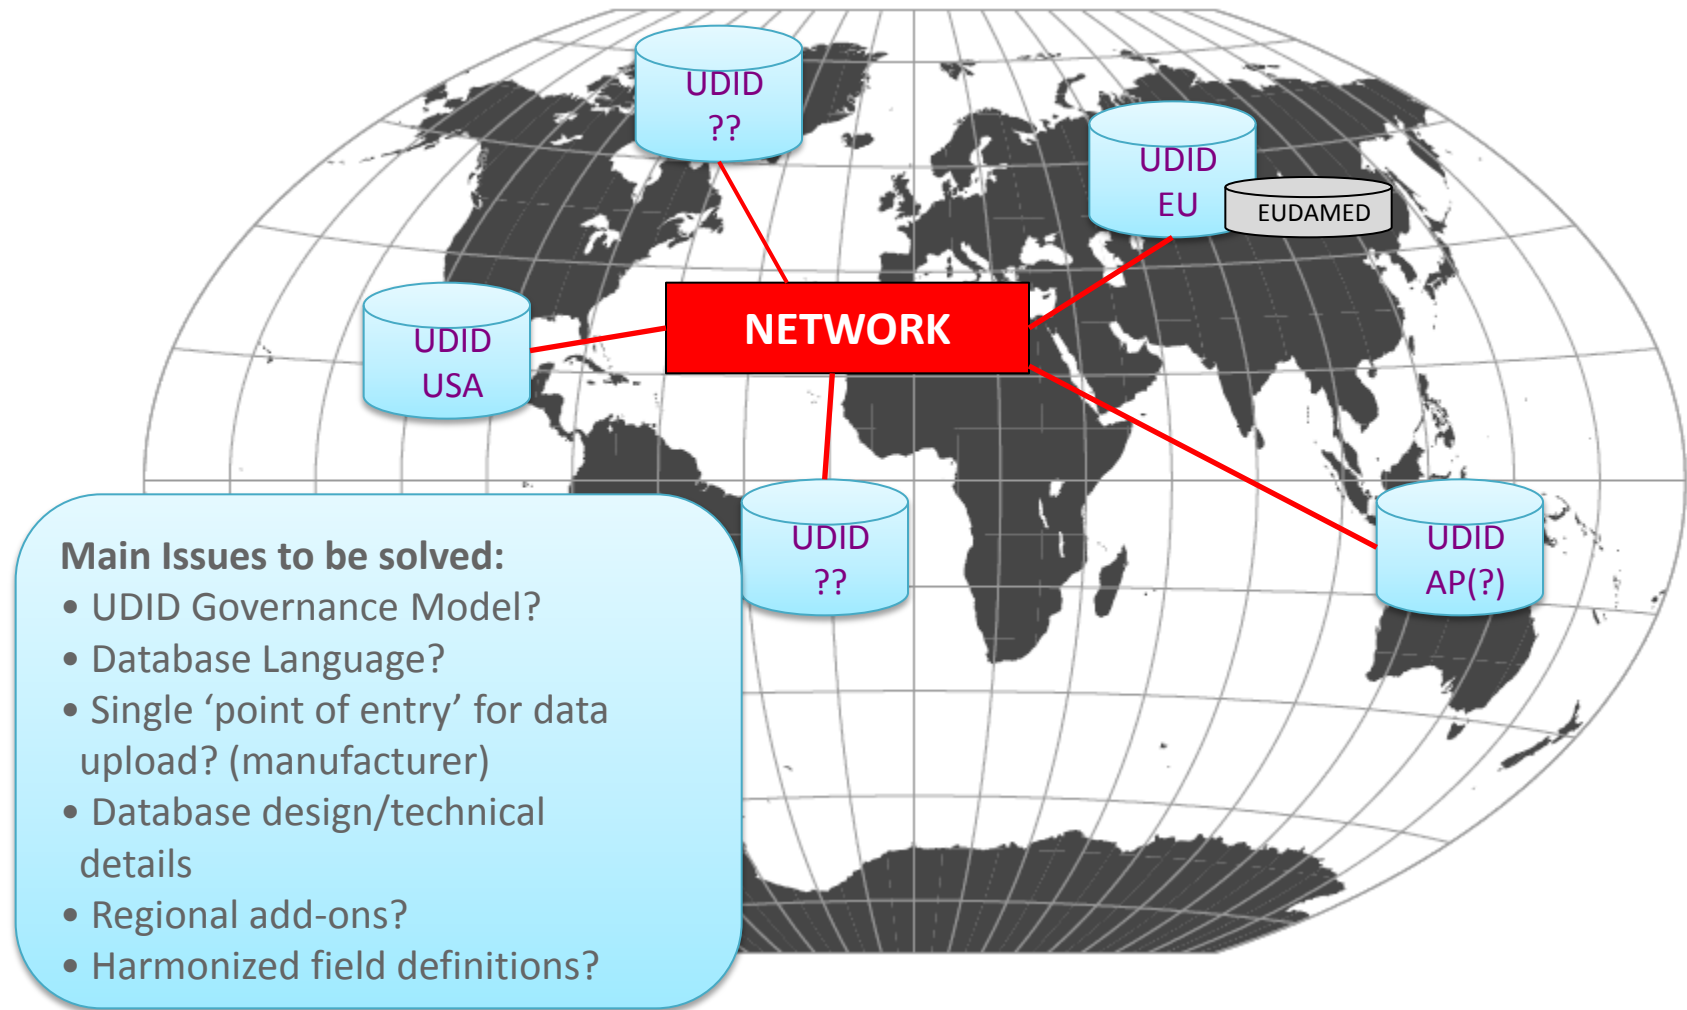 UDID
??
UDID
EU
EUDAMED
NETWORK
UDID
USA
UDID
??
UDID
AP(?)
Main Issues to be solved:
• UDID Governance Model?
• Database Language?
• Single ‘point of entry’ for data
upload? (manufacturer)
• Database design/technical
details
• Regional add-ons?
• Harmonized field definitions?